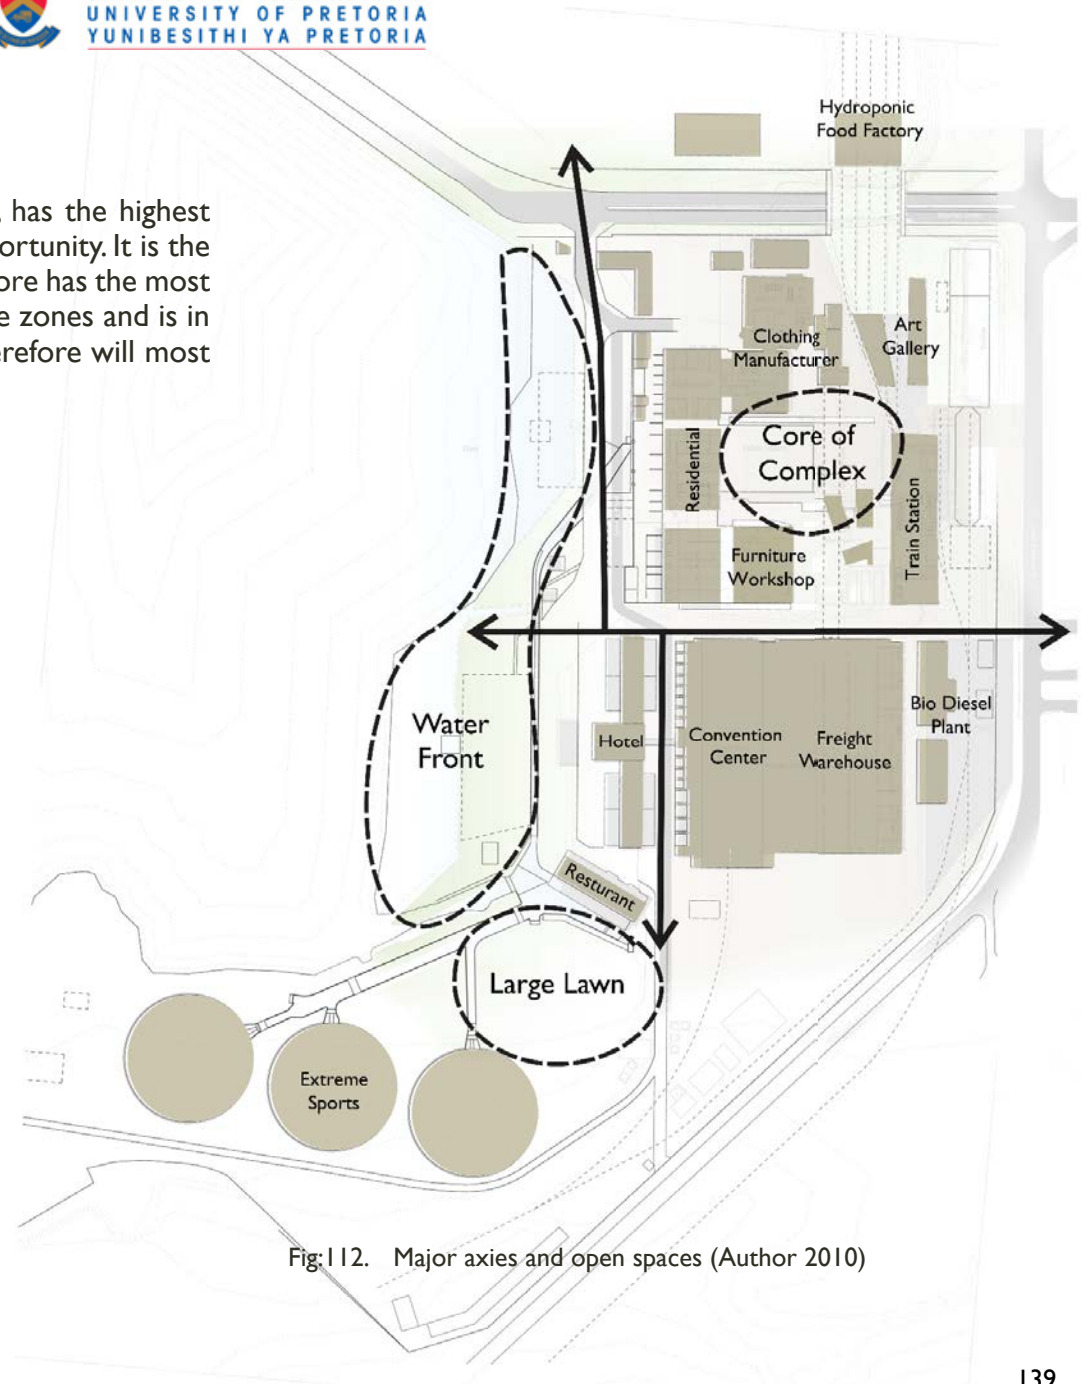 UNIVERSITY OF PRETORIA
YUNIBESITHI YA PRETORIA
has the highest
ortunity. It is the
ore has the most
e zones and is in
erefore will most
Hydroponic
Food Factory
Clothing
Manufacturer
Art
Gallery
Core of
Complex
Residential
Train Station
Furniture
Workshop
Water
Front
Hotel
Convention
Center
Freight
Warehouse
Bio Diesel
Plant
Resturant
Large Lawn
Extreme
Sports
Fig:112. Major axies and open spaces (Author 2010)
139